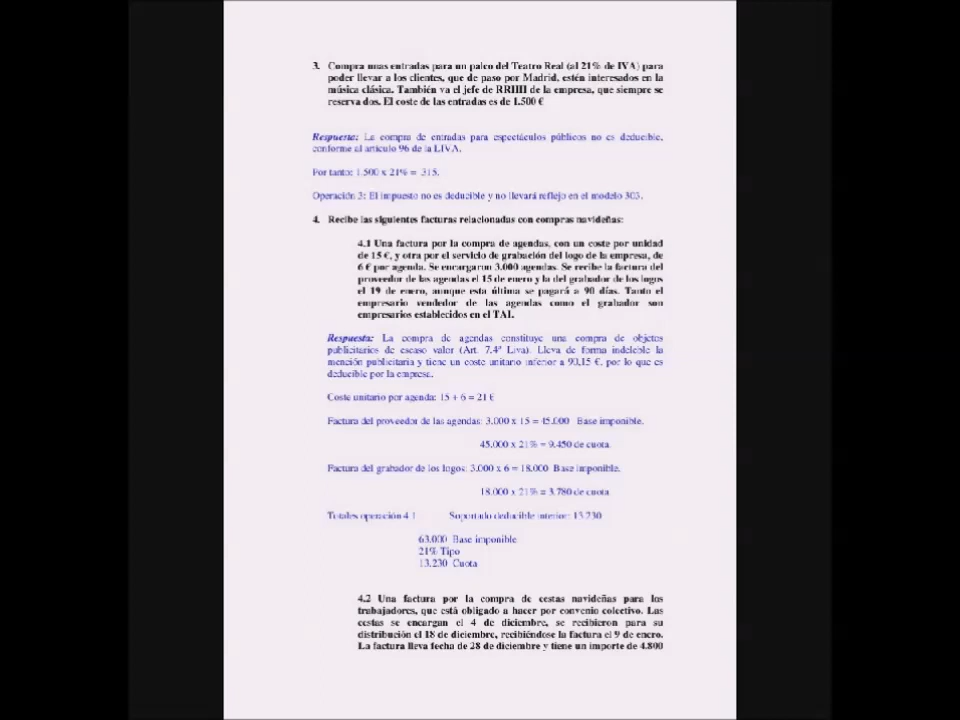 3. Compra unas entradas para un palco del Teatro Real (al 21% de IVA) para
poder llevar a los clientes, que de paso por Madrid, estén interesados en la
música clásica. También va el jefe de RRHH de la empresa, que siempre se
reserva dos. El coste de las entradas es de 1.500 €
Respuesta: La compra de entradas para espectáculos públicos no es deducible,
conforme al artículo 96 de la LIVA.
Por tanto: 1.500 x 21% = 315.
Operación 3: El impuesto no es deducible y no llevará reflejo en el modelo 303.
4. Recibe las siguientes facturas relacionadas con compras navideñas:
4.1 Una factura por la compra de agendas, con un coste por unidad
de 15 €, y otra por el servicio de grabación del logo de la empresa, de
6 € por agenda. Se encargaron 3.000 agendas. Se recibe la factura del
proveedor de las agendas el 15 de enero y la del grabador de los logos
el 19 de enero, aunque esta última se pagará a 90 días. Tanto el
empresario vendedor de las agendas como el grabador son
empresarios establecidos en el TAI.
Respuesta: La compra de agendas constituye una compra de objetos
publicitarios de escaso valor (Art. 7.4º Liva). Lleva de forma indeleble la
mención publicitaria y tiene un coste unitario inferior a 90,15 €, por lo que es
deducible por la empresa.
Coste unitario por agenda: 15 + 6 = 21 €
Factura del proveedor de las agendas: 3.000 x 15 = 45.000 Base imponible.
45.000 x 21% = 9.450 de cuota.
Factura del grabador de los logos: 3.000 x 6 = 18.000 Base imponible.
18.000 x 21% = 3.780 de cuota
Totales operación 4.1 Soportado deducible interior: 13.230
63.000 Base imponible
21% Tipo
13.230 Cuota
4.2 Una factura por la compra de cestas navideñas para los
trabajadores, que está obligado a hacer por convenio colectivo. Las
cestas se encargan el 4 de diciembre, se recibieron para su
distribución el 18 de diciembre, recibiéndose la factura el 9 de enero.
La factura lleva fecha de 28 de diciembre y tiene un importe de 4.800